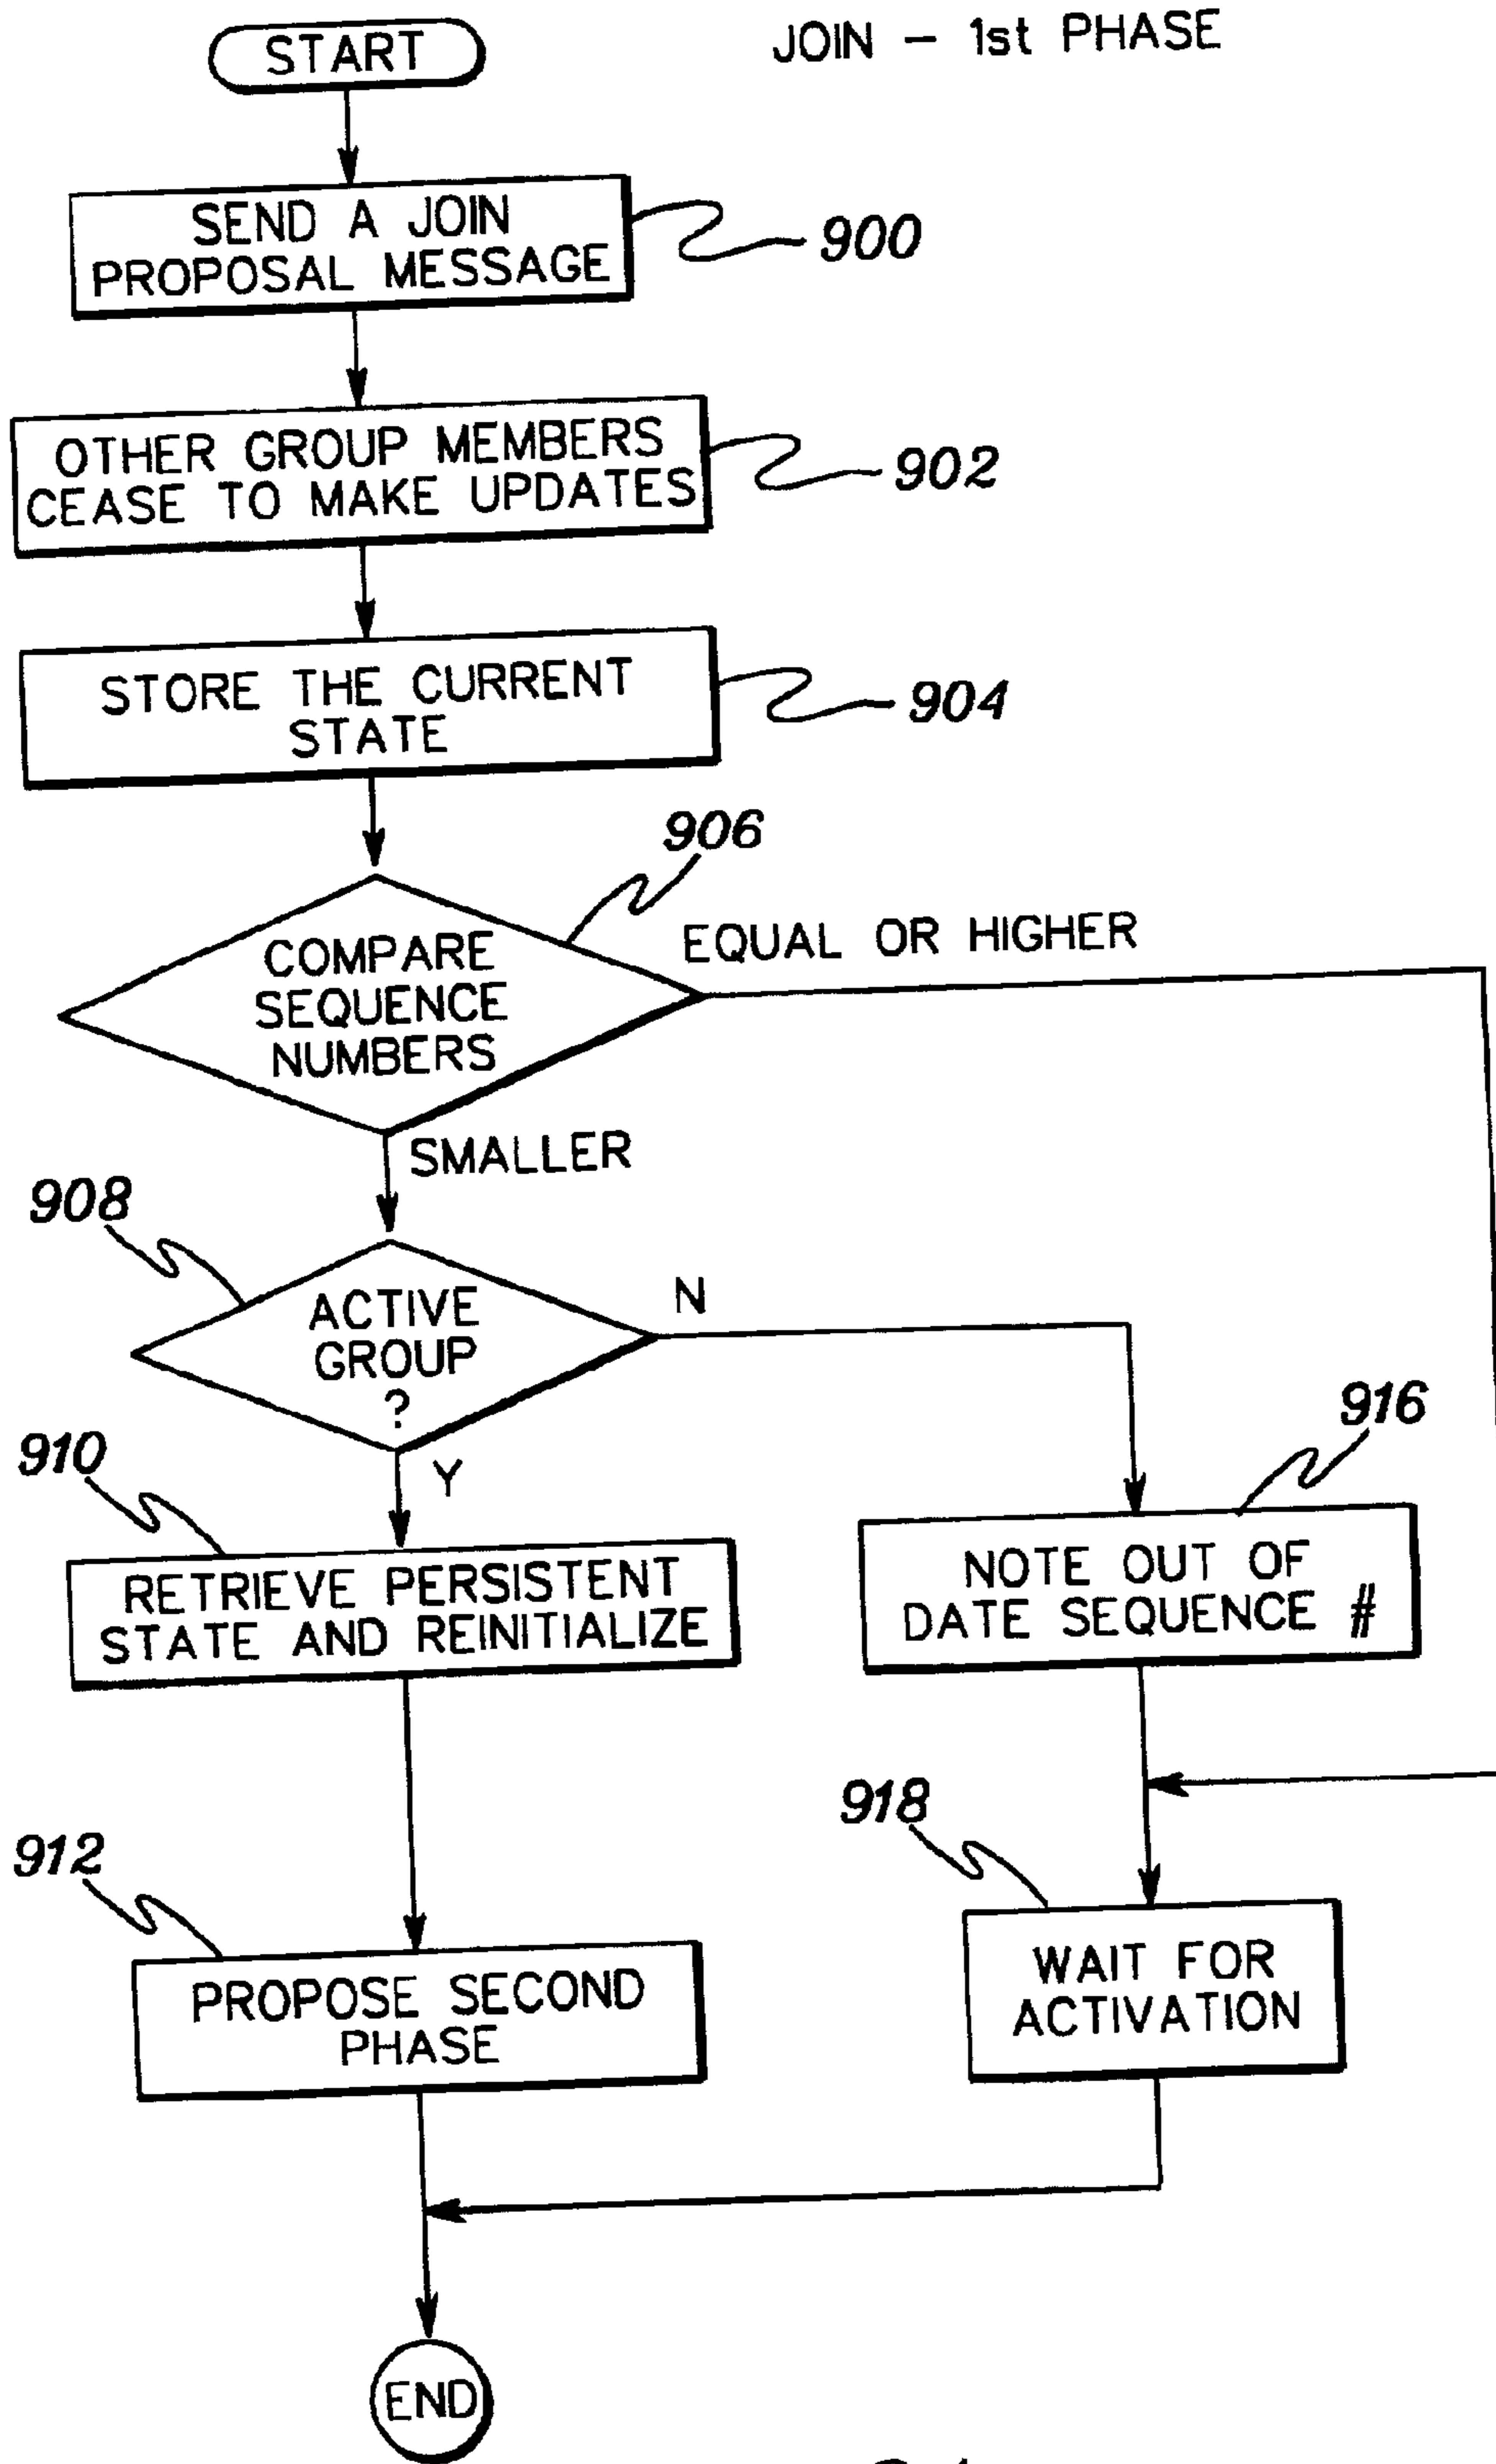 START
JOIN – 1st PHASE
SEND A JOIN
PROPOSAL MESSAGE
900
OTHER GROUP MEMBERS
CEASE TO MAKE UPDATES
902
STORE THE CURRENT
STATE
904
906
COMPARE
SEQUENCE
NUMBERS
EQUAL OR HIGHER
SMALLER
908
ACTIVE
GROUP
?
N
Y
910
RETRIEVE PERSISTENT
STATE AND REINITIALIZE
916
NOTE OUT OF
DATE SEQUENCE #
912
PROPOSE SECOND
PHASE
918
WAIT FOR
ACTIVATION
END